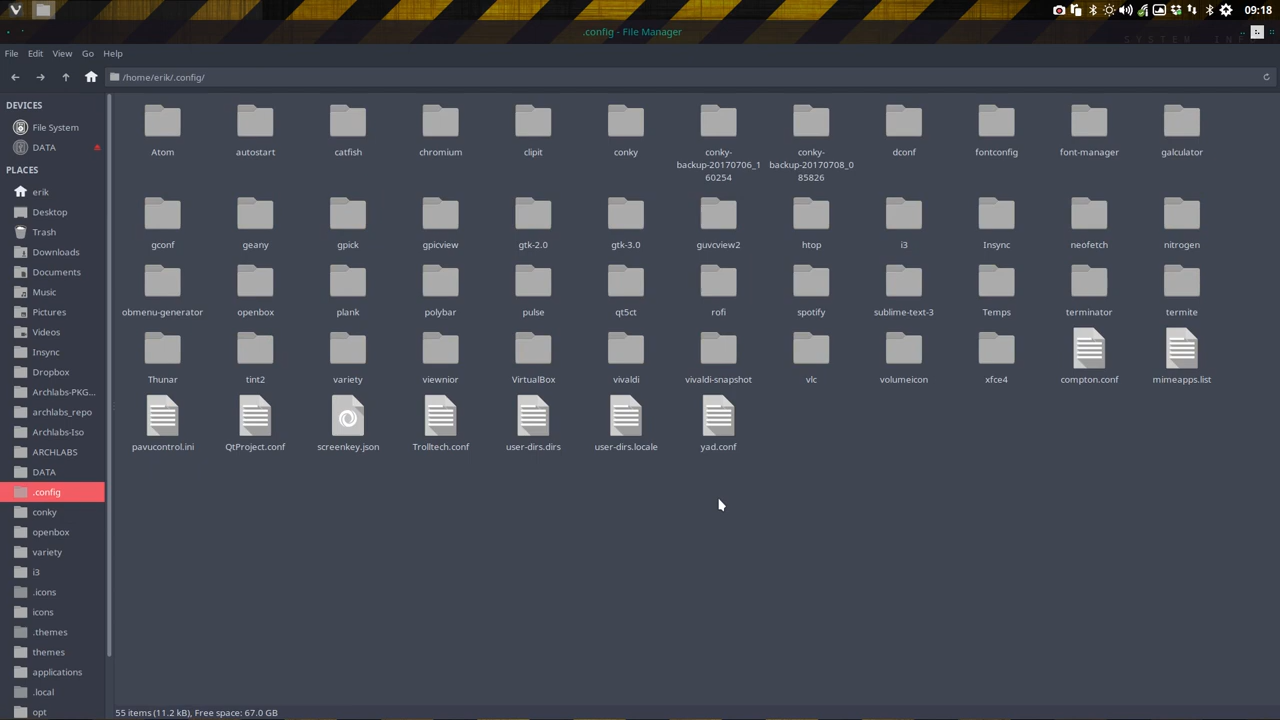 09:18
.config - File Manager
SYSTEM INFO
File Edit View Go Help
/home/erik/.config/
DEVICES
File System
DATA
PLACES
erik
Desktop
Trash
Downloads
Documents
Music
Pictures
Videos
Insync
Dropbox
Archlabs-PKG...
archlabs_repo
Archlabs-Iso
ARCHLABS
DATA
.config
conky
openbox
variety
i3
.icons
icons
.themes
themes
applications
.local
opt
Atom autostart catfish chromium clipit conky conky-backup-20170706_160254 conky-backup-20170708_085826 dconf fontconfig font-manager galculator
gconf geany gpick gpicview gtk-2.0 gtk-3.0 guvcview2 htop i3 Insync neofetch nitrogen
obmenu-generator openbox plank polybar pulse qt5ct rofi spotify sublime-text-3 Temps terminator termite
Thunar tint2 variety viewnior VirtualBox vivaldi vivaldi-snapshot vlc volumeicon xfce4 compton.conf mimeapps.list
pavucontrol.ini QtProject.conf screenkey.json Trolltech.conf user-dirs.dirs user-dirs.locale yad.conf
55 items (11.2 kB), Free space: 67.0 GB